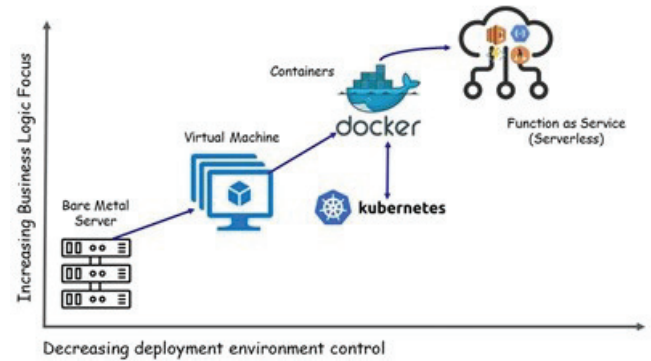 Increasing Business Logic Focus
Containers
docker
Function as Service
(Serverless)
Virtual Machine
kubernetes
Bare Metal
Server
Decreasing deployment environment control